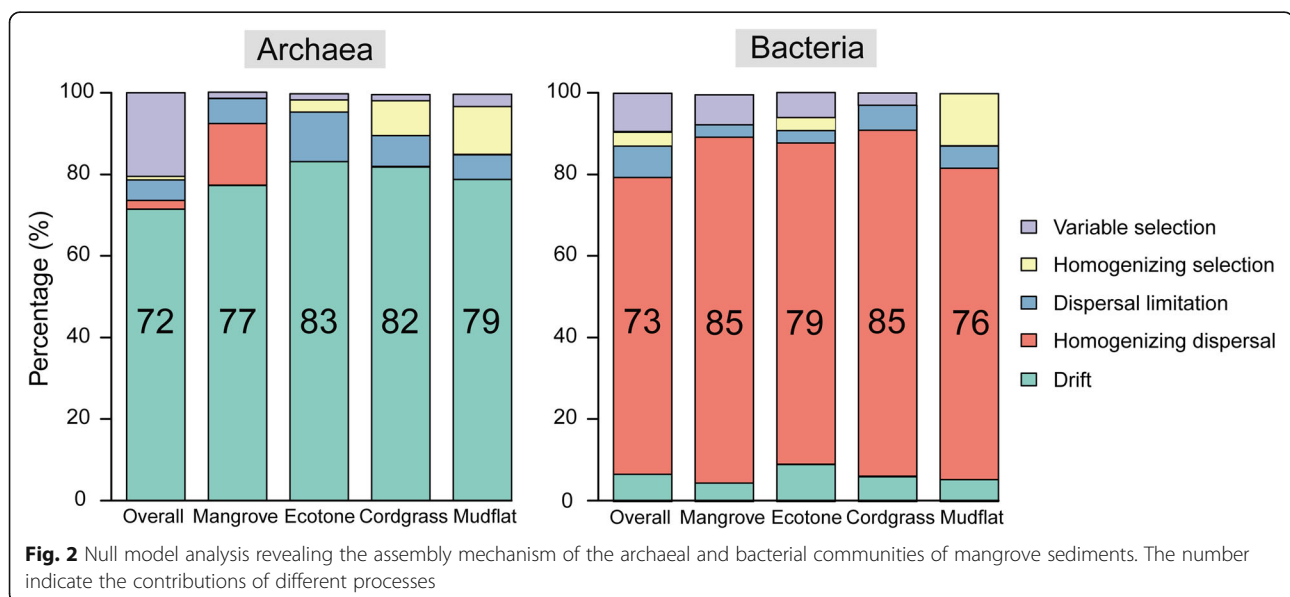 Archaea
Bacteria
Percentage (%)
100
80
60
40
20
0
72
77
83
82
79
Overall Mangrove Ecotone Cordgrass Mudflat
100
80
60
40
20
0
73
85
79
85
76
Overall Mangrove Ecotone Cordgrass Mudflat
Variable selection
Homogenizing selection
Dispersal limitation
Homogenizing dispersal
Drift
Fig. 2 Null model analysis revealing the assembly mechanism of the archaeal and bacterial communities of mangrove sediments. The number
indicate the contributions of different processes